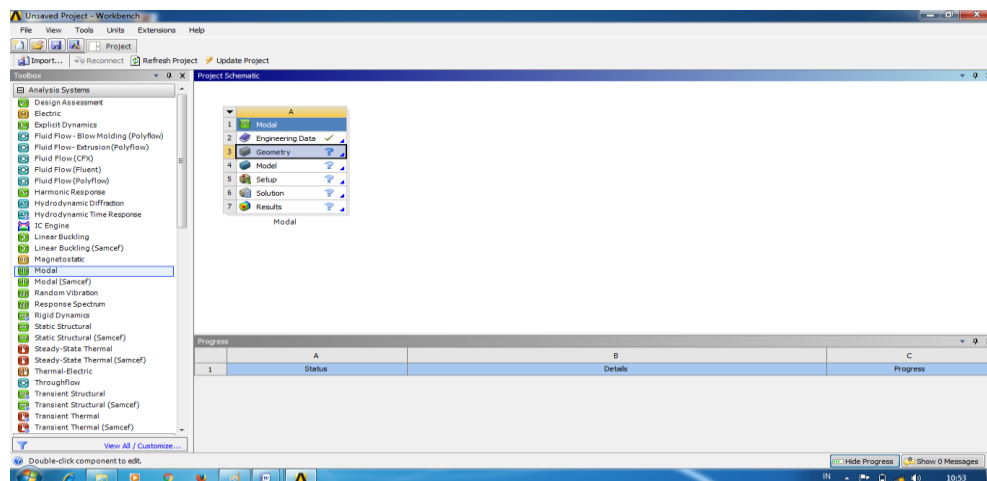 Unsaved Project - Workbench
File View Tools Units Extensions Help
Project
Import... Reconnect Refresh Project Update Project
Toolbox
Analysis Systems
Design Assessment
Electric
Explicit Dynamics
Fluid Flow - Blow Molding (Polyflow)
Fluid Flow - Extrusion (Polyflow)
Fluid Flow (CFX)
Fluid Flow (Fluent)
Fluid Flow (Polyflow)
Harmonic Response
Hydrodynamic Diffraction
Hydrodynamic Time Response
IC Engine
Linear Buckling
Linear Buckling (Samcef)
Magnetostatic
Modal
Modal (Samcef)
Random Vibration
Response Spectrum
Rigid Dynamics
Static Structural
Static Structural (Samcef)
Steady-State Thermal
Steady-State Thermal (Samcef)
Thermal-Electric
Throughflow
Transient Structural
Transient Structural (Samcef)
Transient Thermal
Transient Thermal (Samcef)
View All / Customize...
Project Schematic
A
1 Modal
2 Engineering Data
3 Geometry
4 Model
5 Setup
6 Solution
7 Results
Modal
Progress
A B C
1 Status Details Progress
Double-click component to edit.
Hide Progress Show 0 Messages
IN 10:53